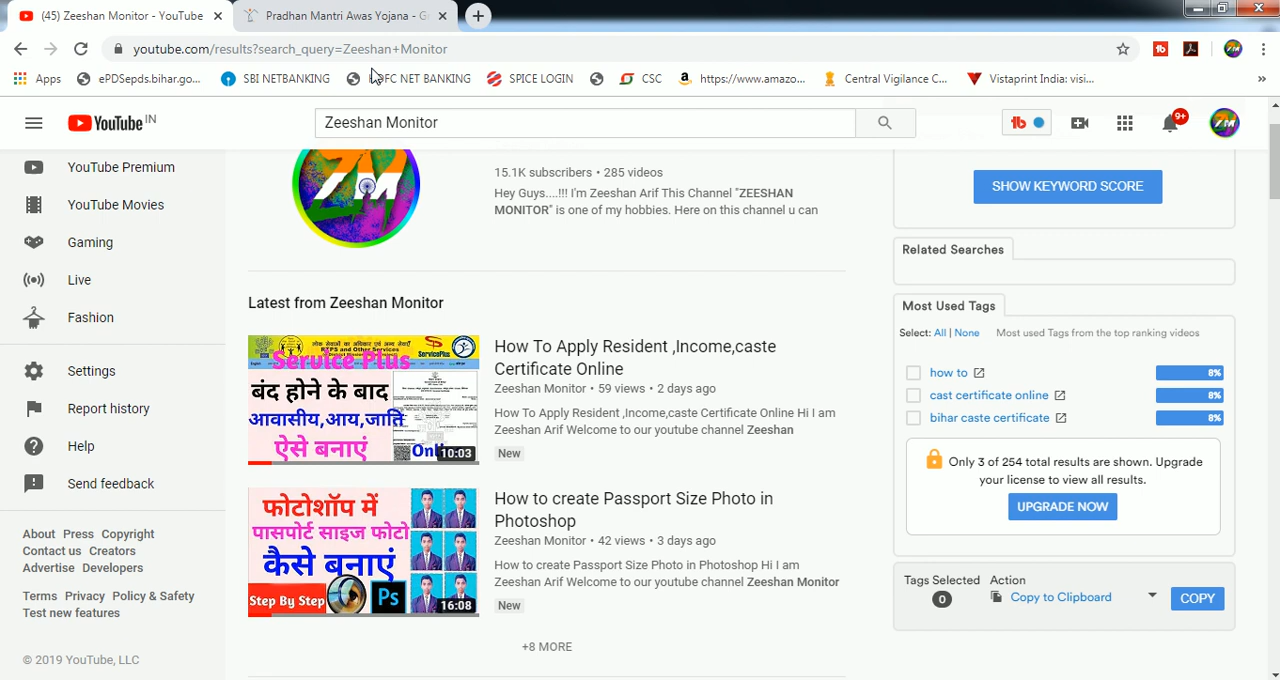 (45) Zeeshan Monitor - YouTube
Pradhan Mantri Awas Yojana - G
youtube.com/results?search_query=Zeeshan+Monitor
Apps
ePDSepds.bihar.go...
SBI NETBANKING
FC NET BANKING
SPICE LOGIN
CSC
https://www.amazo...
Central Vigilance C...
Vistaprint India: visi...
»
YouTube IN
Zeeshan Monitor
9+
ZM
YouTube Premium
YouTube Movies
Gaming
Live
Fashion
Settings
Report history
Help
Send feedback
About Press Copyright
Contact us Creators
Advertise Developers
Terms Privacy Policy & Safety
Test new features
© 2019 YouTube, LLC
ZM
15.1K subscribers • 285 videos
Hey Guys....!!! I'm Zeeshan Arif This Channel "ZEESHAN
MONITOR" is one of my hobbies. Here on this channel u can
Latest from Zeeshan Monitor
RTPS and Other Services
ServicePlus
Service Plus
बंद होने के बाद
आवासीय,आय,जाति
ऐसे बनाएं
10:03
How To Apply Resident ,Income,caste
Certificate Online
Zeeshan Monitor • 59 views • 2 days ago
How To Apply Resident ,Income,caste Certificate Online Hi I am
Zeeshan Arif Welcome to our youtube channel Zeeshan
New
फोटोशॉप में
पासपोर्ट साइज फोटो
कैसे बनाएं
Step By Step
Ps
16:08
How to create Passport Size Photo in
Photoshop
Zeeshan Monitor • 42 views • 3 days ago
How to create Passport Size Photo in Photoshop Hi I am
Zeeshan Arif Welcome to our youtube channel Zeeshan Monitor
New
+8 MORE
SHOW KEYWORD SCORE
Related Searches
Most Used Tags
Select: All | None Most used Tags from the top ranking videos
how to 8%
cast certificate online 8%
bihar caste certificate 8%
Only 3 of 254 total results are shown. Upgrade
your license to view all results.
UPGRADE NOW
Tags Selected
0
Action
Copy to Clipboard
COPY